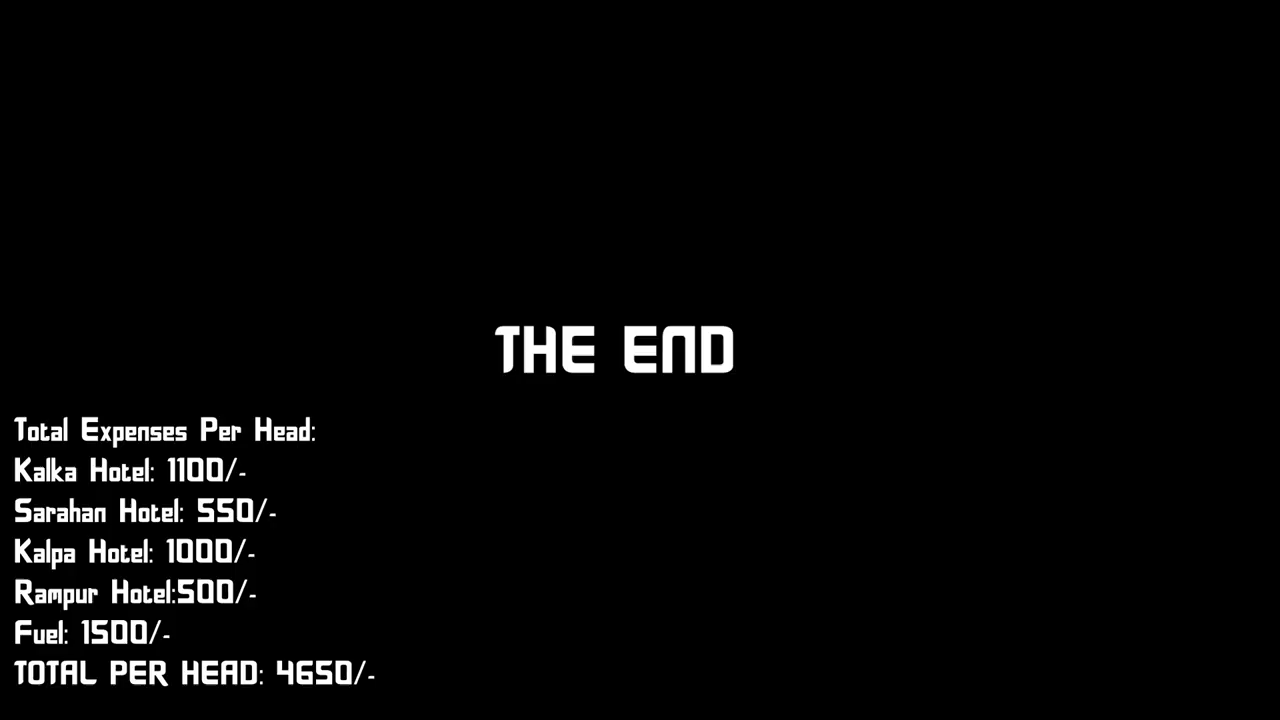 THE END
Total Expenses Per Head:
Kalka Hotel: 1100/-
Sarahan Hotel: 550/-
Kalpa Hotel: 1000/-
Rampur Hotel:500/-
Fuel: 1500/-
TOTAL PER HEAD: 4650/-